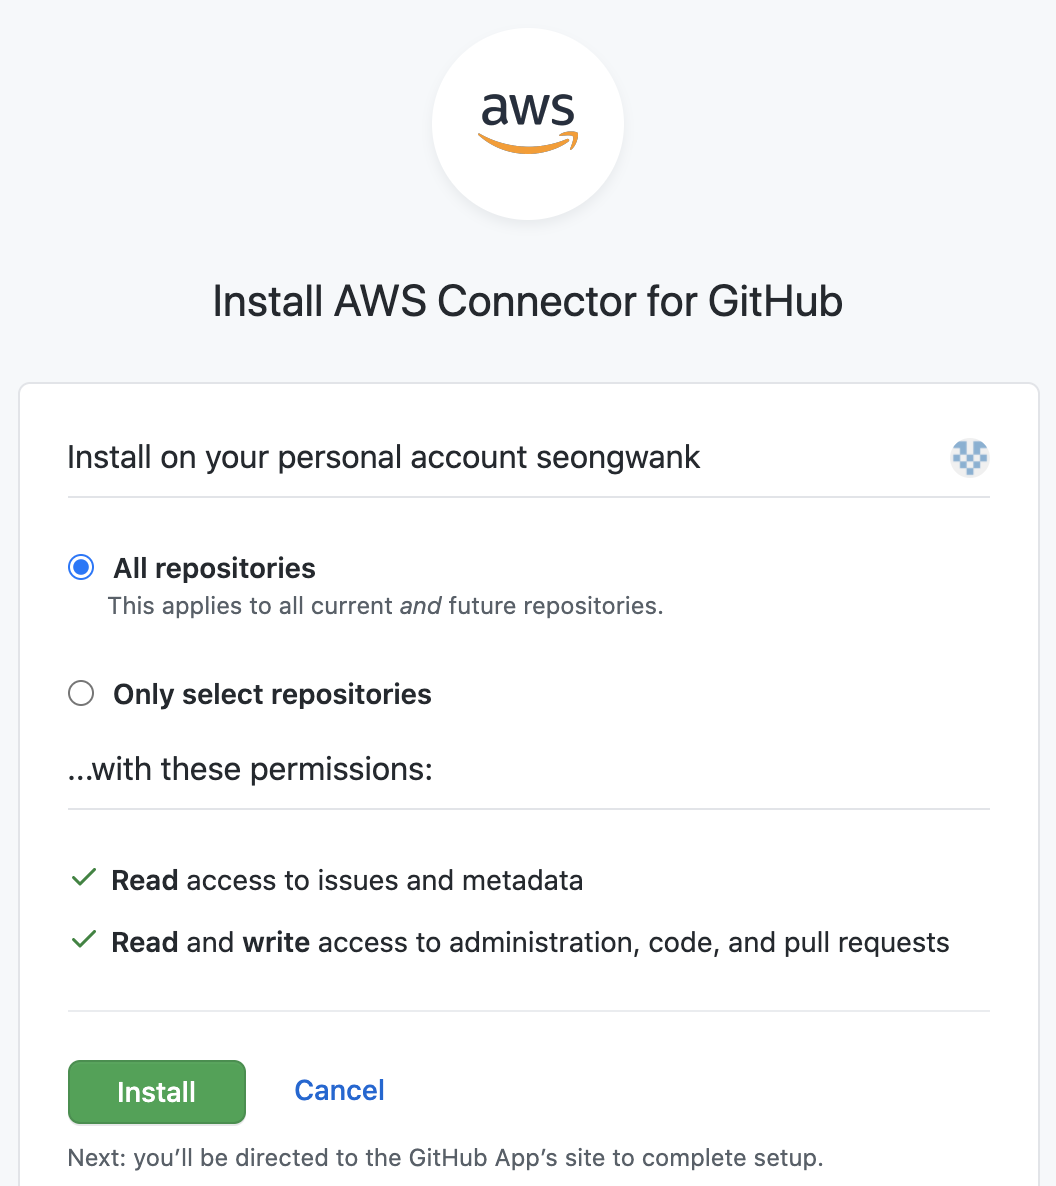 aws
Install AWS Connector for GitHub
Install on your personal account seongwank
All repositories
This applies to all current and future repositories.
Only select repositories
...with these permissions:
Read access to issues and metadata
Read and write access to administration, code, and pull requests
Install Cancel
Next: you’ll be directed to the GitHub App’s site to complete setup.